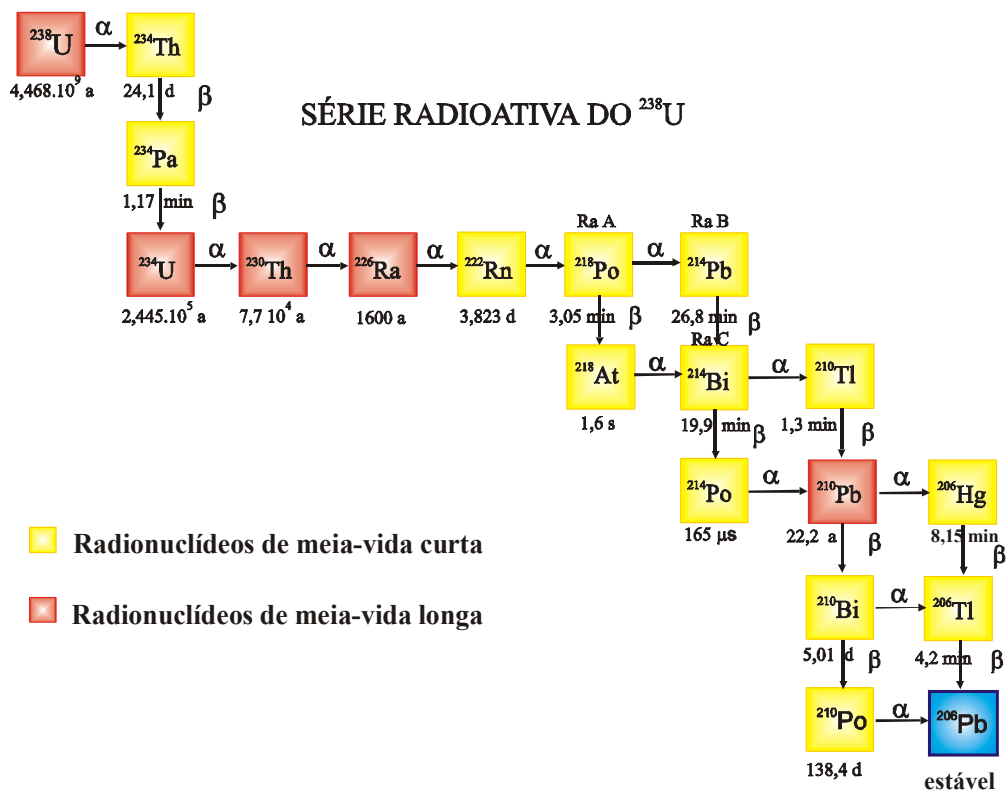 ²³⁸U α ²³⁴Th
4,468.10⁹ a 24,1 d β
SÉRIE RADIOATIVA DO ²³⁸U
²³⁴Pa
1,17 min β
Ra A Ra B
²³⁴U α ²³⁰Th α ²²⁶Ra α ²²²Rn α ²¹⁸Po α ²¹⁴Pb
2,445.10⁵ a 7,7 10⁴ a 1600 a 3,823 d 3,05 min β 26,8 min β
Ra C
²¹⁸At α ²¹⁴Bi α ²¹⁰Tl
1,6 s 19,9 min β 1,3 min β
²¹⁴Po α ²¹⁰Pb α ²⁰⁶Hg
165 μs 22,2 a β 8,15 min β
Radionuclídeos de meia-vida curta
²¹⁰Bi α ²⁰⁶Tl
Radionuclídeos de meia-vida longa
5,01 d β 4,2 min β
²¹⁰Po α ²⁰⁶Pb
138,4 d estável